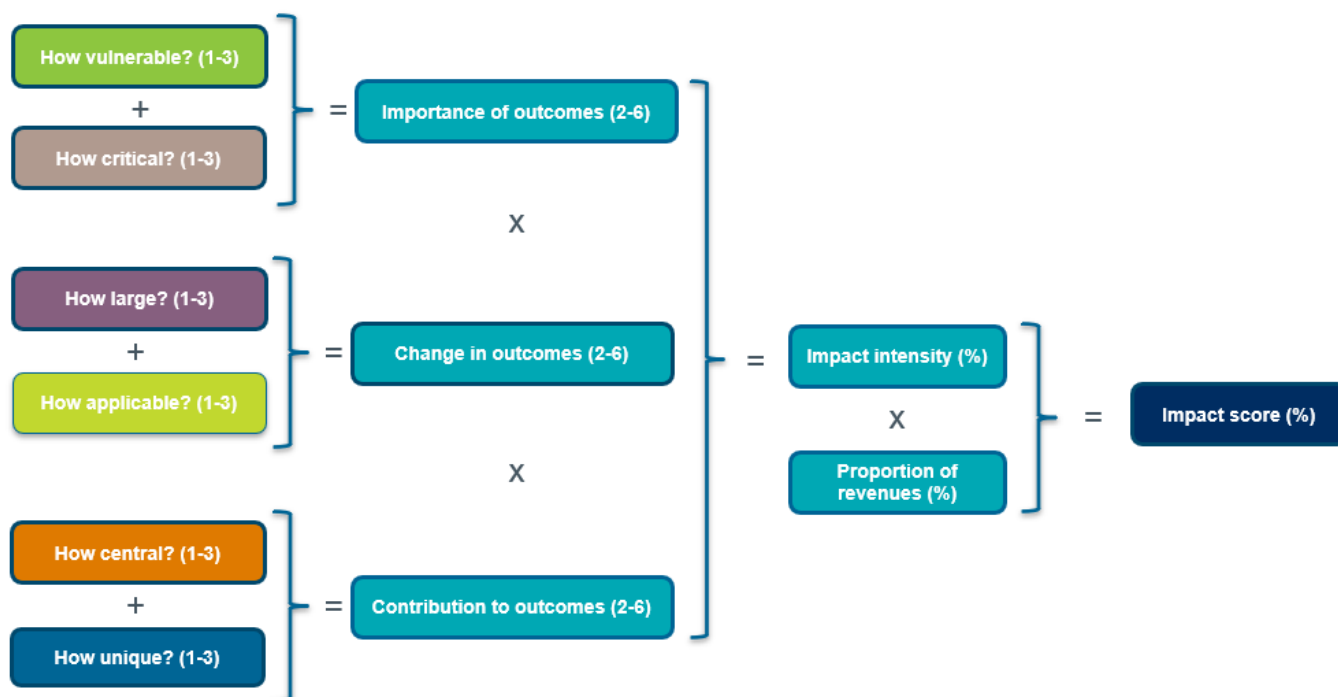 How vulnerable? (1-3)
+
How critical? (1-3)
= Importance of outcomes (2-6)
X
How large? (1-3)
+
How applicable? (1-3)
= Change in outcomes (2-6)
X
How central? (1-3)
+
How unique? (1-3)
= Contribution to outcomes (2-6)
= Impact intensity (%)
X
Proportion of
revenues (%)
= Impact score (%)